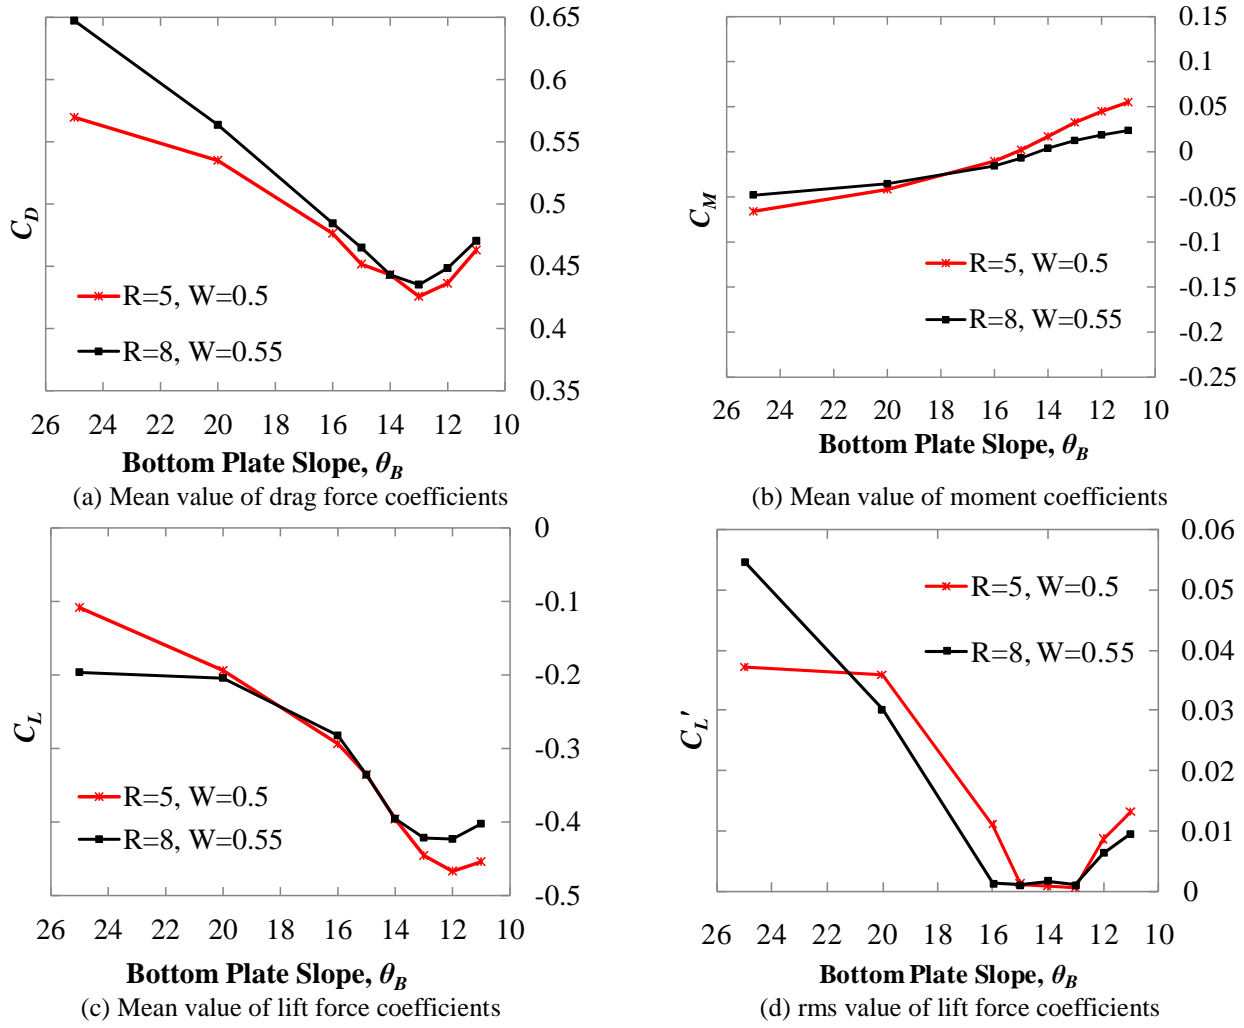 0.65
0.6
0.55
0.5
0.45
0.4
0.35
C_D
R=5, W=0.5
R=8, W=0.55
26 24 22 20 18 16 14 12 10
Bottom Plate Slope, θ_B
(a) Mean value of drag force coefficients
0.15
0.1
0.05
0
-0.05
-0.1
-0.15
-0.2
-0.25
C_M
R=5, W=0.5
R=8, W=0.55
26 24 22 20 18 16 14 12 10
Bottom Plate Slope, θ_B
(b) Mean value of moment coefficients
0
-0.1
-0.2
-0.3
-0.4
-0.5
C_L
R=5, W=0.5
R=8, W=0.55
26 24 22 20 18 16 14 12 10
Bottom Plate Slope, θ_B
(c) Mean value of lift force coefficients
0.06
0.05
0.04
0.03
0.02
0.01
0
C_L'
R=5, W=0.5
R=8, W=0.55
26 24 22 20 18 16 14 12 10
Bottom Plate Slope, θ_B
(d) rms value of lift force coefficients